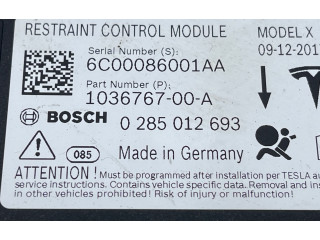 RESTRAINT CONTROL MODULE
MODEL X
Serial Number (S):
09-12-201
6C00086001AA
Part Number (P):
1036767-00-A
BOSCH 0 285 012 693
085 Made in Germany
ATTENTION! Must be programmed after installation per TESLA
service instructions. Contains vehicle specific data. Removal and
in other vehicle prohibited! Risk of injury or malfunction!